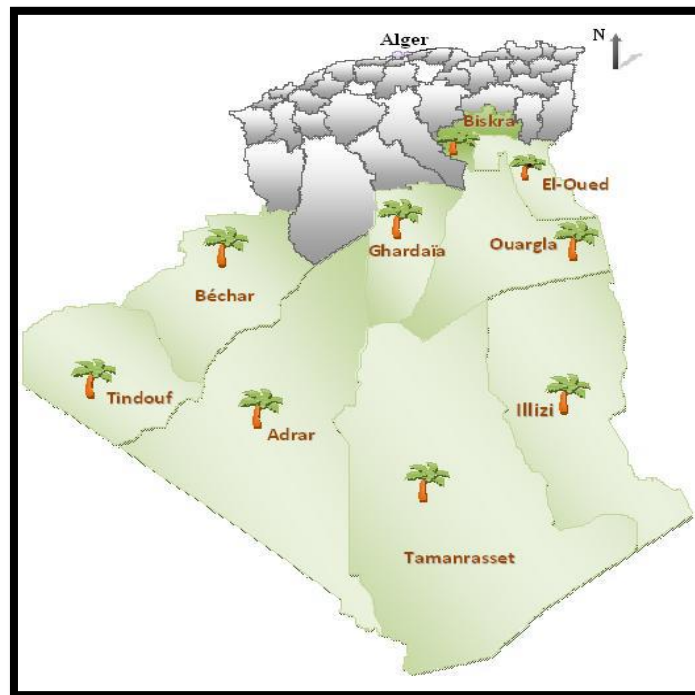 Alger
N
Biskra
El-Oued
Ghardaïa
Ouargla
Béchar
Tindouf
Illizi
Adrar
Tamanrasset